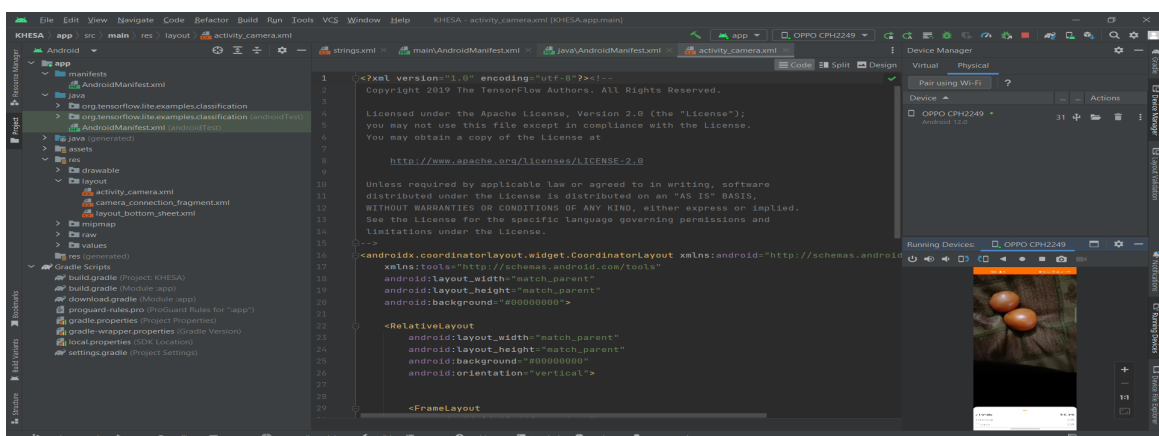 File Edit View Navigate Code Refactor Build Run Tools VCS Window Help KHESA - activity_camera.xml [KHESA.app.main]
KHESA app src main res layout activity_camera.xml
app OPPO CPH2249
Android
strings.xml main\AndroidManifest.xml java\AndroidManifest.xml activity_camera.xml
Code Split Design
Resource Manager
Project
Bookmarks
Build Variants
Structure
app
manifests
AndroidManifest.xml
java
org.tensorflow.lite.examples.classification
org.tensorflow.lite.examples.classification (androidTest)
AndroidManifest.xml (androidTest)
java (generated)
assets
res
drawable
layout
activity_camera.xml
camera_connection_fragment.xml
layout_bottom_sheet.xml
mipmap
raw
values
res (generated)
Gradle Scripts
build.gradle (Project: KHESA)
build.gradle (Module :app)
download.gradle (Module :app)
proguard-rules.pro (ProGuard Rules for ":app")
gradle.properties (Project Properties)
gradle-wrapper.properties (Gradle Version)
local.properties (SDK Location)
settings.gradle (Project Settings)
1 <?xml version="1.0" encoding="utf-8"?><!--
2 Copyright 2019 The TensorFlow Authors. All Rights Reserved.
3
4 Licensed under the Apache License, Version 2.0 (the "License");
5 you may not use this file except in compliance with the License.
6 You may obtain a copy of the License at
7
8 http://www.apache.org/licenses/LICENSE-2.0
9
10 Unless required by applicable law or agreed to in writing, software
11 distributed under the License is distributed on an "AS IS" BASIS,
12 WITHOUT WARRANTIES OR CONDITIONS OF ANY KIND, either express or implied.
13 See the License for the specific language governing permissions and
14 limitations under the License.
15 -->
16 <androidx.coordinatorlayout.widget.CoordinatorLayout xmlns:android="http://schemas.android
17 xmlns:tools="http://schemas.android.com/tools"
18 android:layout_width="match_parent"
19 android:layout_height="match_parent"
20 android:background="#00000000">
21
22 <RelativeLayout
23 android:layout_width="match_parent"
24 android:layout_height="match_parent"
25 android:background="#00000000"
26 android:orientation="vertical">
27
28
29 <FrameLayout
Device Manager
Virtual Physical
Pair using Wi-Fi ?
Device ... ... Actions
OPPO CPH2249 31
Android 12.0
Running Devices: OPPO CPH2249
1:1
Gradle
Device Manager
Layout Validation
Notifications
Running Devices
Device File Explorer